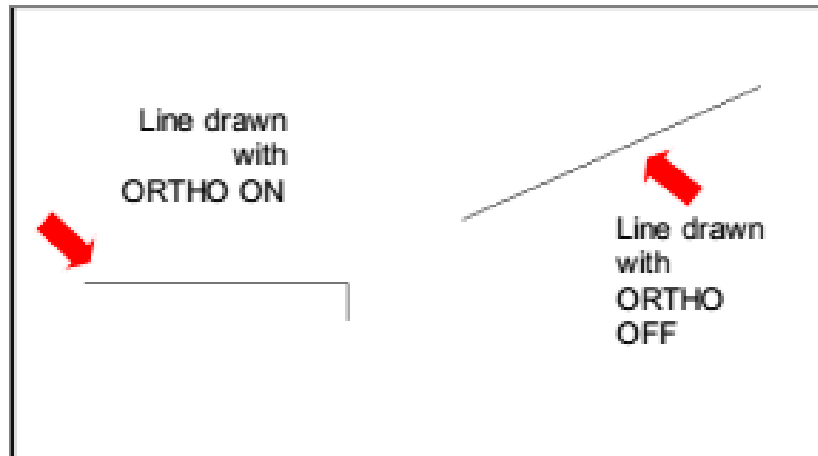 Line drawn
with
ORTHO ON
Line drawn
with
ORTHO
OFF